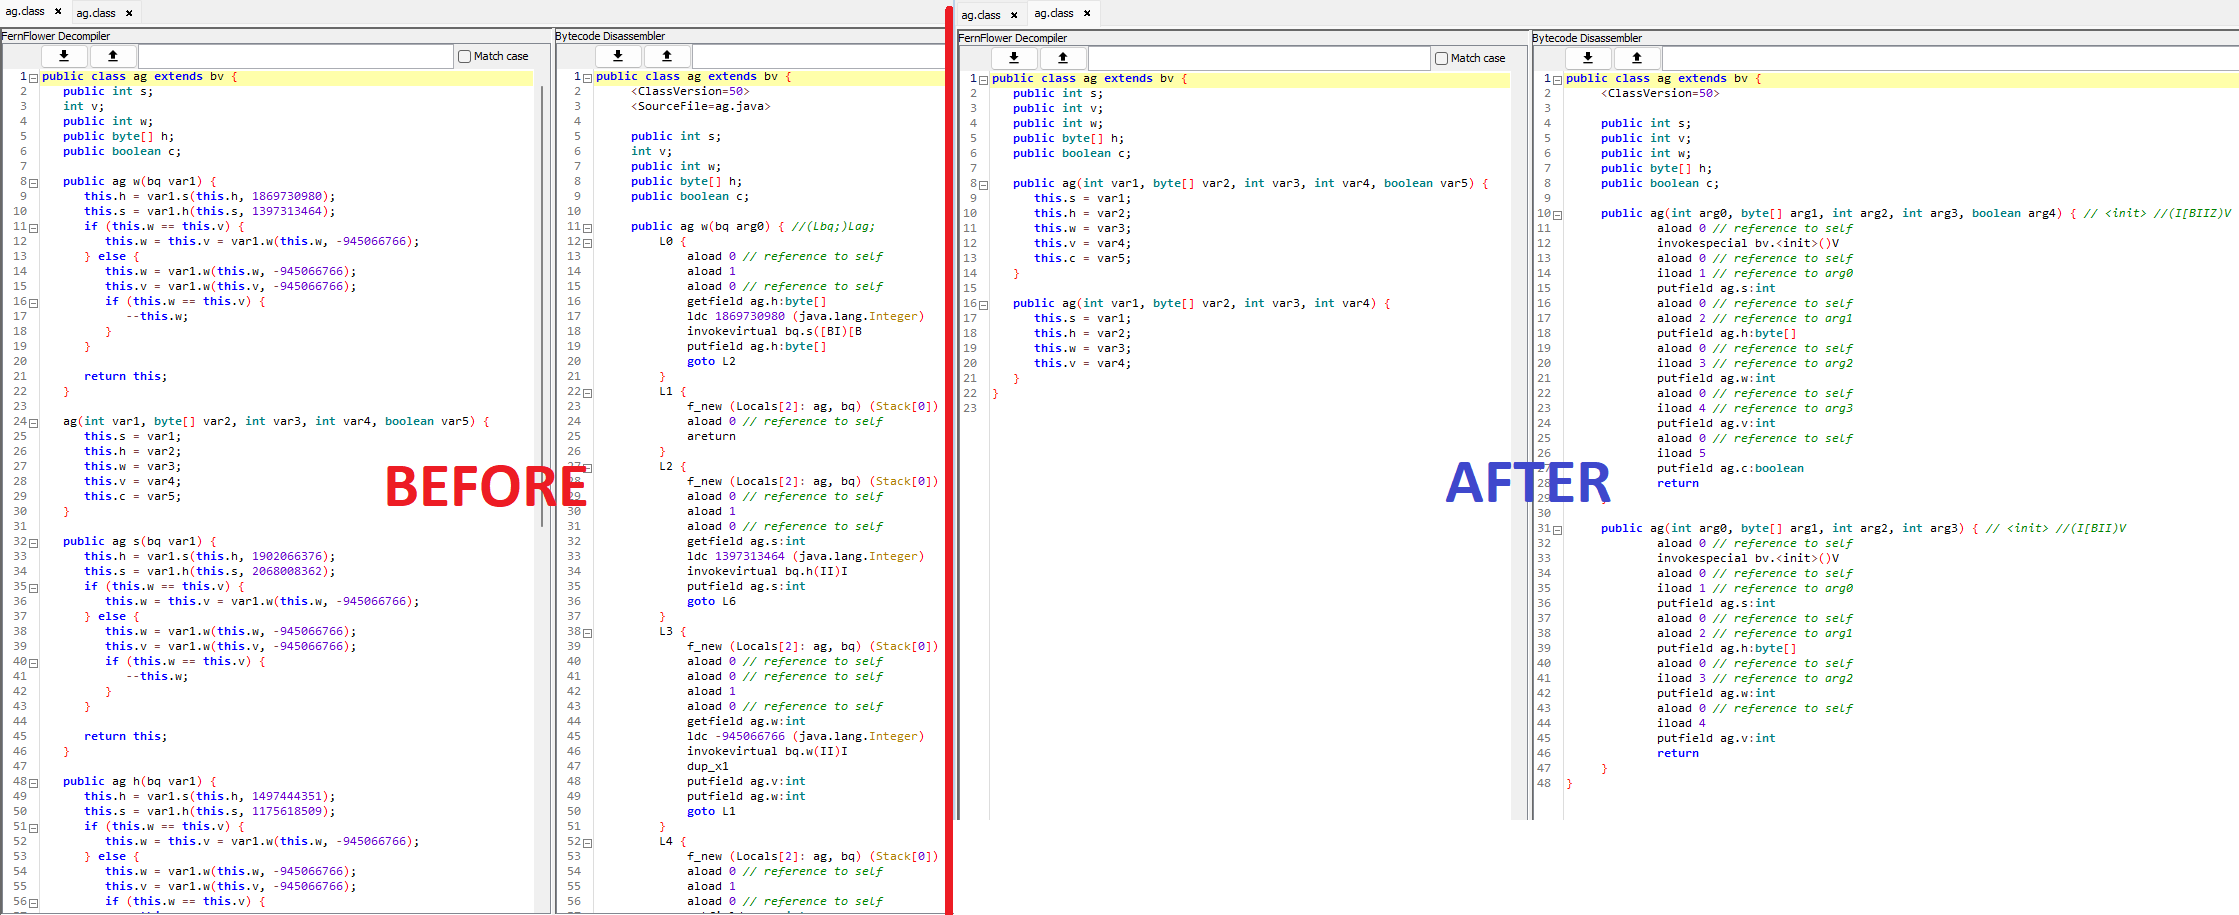 ag.class × ag.class ×
FernFlower Decompiler
Match case
1 public class ag extends bv {
2 public int s;
3 int v;
4 public int w;
5 public byte[] h;
6 public boolean c;
7
8 public ag w(bq var1) {
9 this.h = var1.s(this.h, 1869730980);
10 this.s = var1.h(this.s, 1397313464);
11 if (this.w == this.v) {
12 this.w = this.v = var1.w(this.w, -945066766);
13 } else {
14 this.w = var1.w(this.w, -945066766);
15 this.v = var1.w(this.v, -945066766);
16 if (this.w == this.v) {
17 --this.w;
18 }
19 }
20
21 return this;
22 }
23
24 ag(int var1, byte[] var2, int var3, int var4, boolean var5) {
25 this.s = var1;
26 this.h = var2;
27 this.w = var3;
28 this.v = var4;
29 this.c = var5;
30 }
31
32 public ag s(bq var1) {
33 this.h = var1.s(this.h, 1902066376);
34 this.s = var1.h(this.s, 2068008362);
35 if (this.w == this.v) {
36 this.w = this.v = var1.w(this.w, -945066766);
37 } else {
38 this.w = var1.w(this.w, -945066766);
39 this.v = var1.w(this.v, -945066766);
40 if (this.w == this.v) {
41 --this.w;
42 }
43 }
44
45 return this;
46 }
47
48 public ag h(bq var1) {
49 this.h = var1.s(this.h, 1497444351);
50 this.s = var1.h(this.s, 1175618509);
51 if (this.w == this.v) {
52 this.w = this.v = var1.w(this.w, -945066766);
53 } else {
54 this.w = var1.w(this.w, -945066766);
55 this.v = var1.w(this.v, -945066766);
56 if (this.w == this.v) {
Bytecode Disassembler
1 public class ag extends bv {
2 <ClassVersion=50>
3 <SourceFile=ag.java>
4
5 public int s;
6 int v;
7 public int w;
8 public byte[] h;
9 public boolean c;
10
11 public ag w(bq arg0) { //(Lbq;)Lag;
12 L0 {
13 aload 0 // reference to self
14 aload 1
15 aload 0 // reference to self
16 getfield ag.h:byte[]
17 ldc 1869730980 (java.lang.Integer)
18 invokevirtual bq.s([BI)[B
19 putfield ag.h:byte[]
20 goto L2
21 }
22 L1 {
23 f_new (Locals[2]: ag, bq) (Stack[0])
24 aload 0 // reference to self
25 areturn
26 }
27 L2 {
28 f_new (Locals[2]: ag, bq) (Stack[0])
29 aload 0 // reference to self
30 aload 1
31 aload 0 // reference to self
32 getfield ag.s:int
33 ldc 1397313464 (java.lang.Integer)
34 invokevirtual bq.h(II)I
35 putfield ag.s:int
36 goto L6
37 }
38 L3 {
39 f_new (Locals[2]: ag, bq) (Stack[0])
40 aload 0 // reference to self
41 aload 0 // reference to self
42 aload 1
43 aload 0 // reference to self
44 getfield ag.w:int
45 ldc -945066766 (java.lang.Integer)
46 invokevirtual bq.w(II)I
47 dup_x1
48 putfield ag.v:int
49 putfield ag.w:int
50 goto L1
51 }
52 L4 {
53 f_new (Locals[2]: ag, bq) (Stack[0])
54 aload 0 // reference to self
55 aload 1
56 aload 0 // reference to self
BEFORE
ag.class × ag.class ×
FernFlower Decompiler
Match case
1 public class ag extends bv {
2 public int s;
3 public int v;
4 public int w;
5 public byte[] h;
6 public boolean c;
7
8 public ag(int var1, byte[] var2, int var3, int var4, boolean var5) {
9 this.s = var1;
10 this.h = var2;
11 this.w = var3;
12 this.v = var4;
13 this.c = var5;
14 }
15
16 public ag(int var1, byte[] var2, int var3, int var4) {
17 this.s = var1;
18 this.h = var2;
19 this.w = var3;
20 this.v = var4;
21 }
22 }
23
Bytecode Disassembler
1 public class ag extends bv {
2 <ClassVersion=50>
3
4 public int s;
5 public int v;
6 public int w;
7 public byte[] h;
8 public boolean c;
9
10 public ag(int arg0, byte[] arg1, int arg2, int arg3, boolean arg4) { // <init> //(I[BIIZ)V
11 aload 0 // reference to self
12 invokespecial bv.<init>()V
13 aload 0 // reference to self
14 iload 1 // reference to arg0
15 putfield ag.s:int
16 aload 0 // reference to self
17 aload 2 // reference to arg1
18 putfield ag.h:byte[]
19 aload 0 // reference to self
20 iload 3 // reference to arg2
21 putfield ag.w:int
22 aload 0 // reference to self
23 iload 4 // reference to arg3
24 putfield ag.v:int
25 aload 0 // reference to self
26 iload 5
27 putfield ag.c:boolean
28 return
29 }
30
31 public ag(int arg0, byte[] arg1, int arg2, int arg3) { // <init> //(I[BII)V
32 aload 0 // reference to self
33 invokespecial bv.<init>()V
34 aload 0 // reference to self
35 iload 1 // reference to arg0
36 putfield ag.s:int
37 aload 0 // reference to self
38 aload 2 // reference to arg1
39 putfield ag.h:byte[]
40 aload 0 // reference to self
41 iload 3 // reference to arg2
42 putfield ag.w:int
43 aload 0 // reference to self
44 iload 4
45 putfield ag.v:int
46 return
47 }
48 }
AFTER